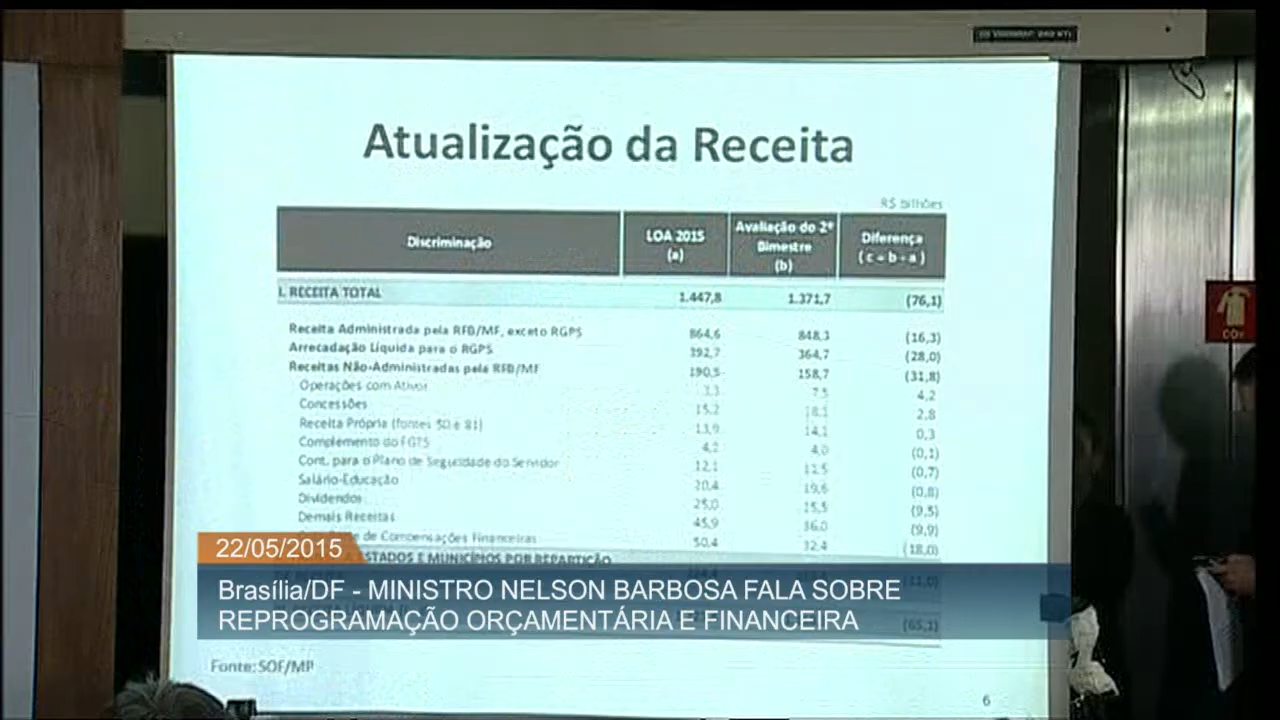 Atualização da Receita
R$ bilhões
Discriminação LOA 2015 (a) Avaliação do 2º Bimestre (b) Diferença ( c = b - a )
I. RECEITA TOTAL 1.447,8 1.371,7 (76,1)
Receita Administrada pela RFB/MF, exceto RGPS 864,6 848,3 (16,3)
Arrecadação Líquida para o RGPS 392,7 364,7 (28,0)
Receitas Não-Administradas pela RFB/MF 190,5 158,7 (31,8)
Operações com Ativos 3,3 7,5 4,2
Concessões 15,2 18,1 2,8
Receita Própria (fontes 50 e 81) 13,9 14,1 0,3
Complemento do FGTS 4,2 4,0 (0,1)
Cont. para o Plano de Seguridade do Servidor 12,1 11,5 (0,7)
Salário-Educação 20,4 19,6 (0,8)
Dividendos 25,0 15,5 (9,5)
Demais Receitas 45,9 36,0 (9,9)
de Compensações Financeiras 50,4 32,4 (18,0)
ESTADOS E MUNICÍPIOS POR REPARTIÇÃO
(11,0)
(65,1)
22/05/2015
Brasília/DF - MINISTRO NELSON BARBOSA FALA SOBRE
REPROGRAMAÇÃO ORÇAMENTÁRIA E FINANCEIRA
Fonte: SOF/MP
6